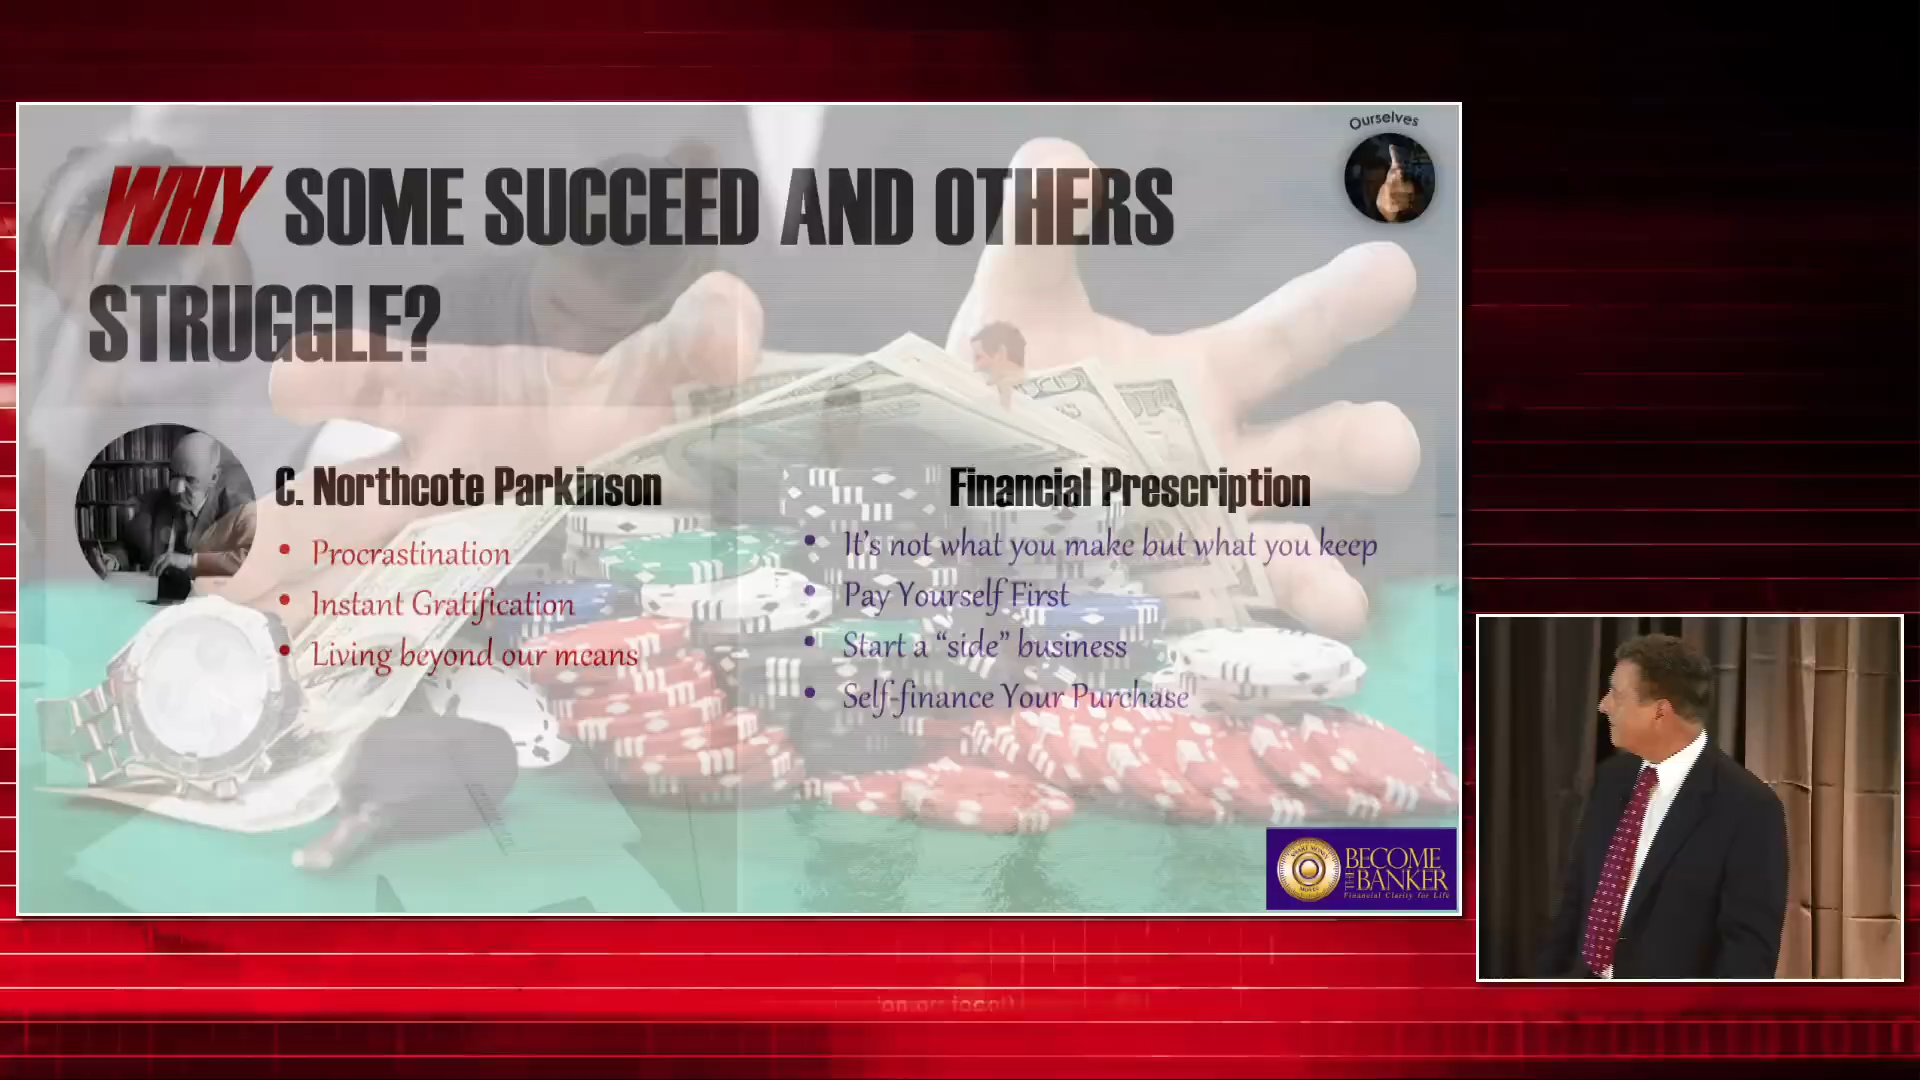 Ourselves
WHY SOME SUCCEED AND OTHERS
STRUGGLE?
C. Northcote Parkinson
• Procrastination
• Instant Gratification
• Living beyond our means
Financial Prescription
• It's not what you make but what you keep
• Pay Yourself First
• Start a “side” business
• Self-finance Your Purchase
BECOME
THE BANKER
Financial Clarity for Life